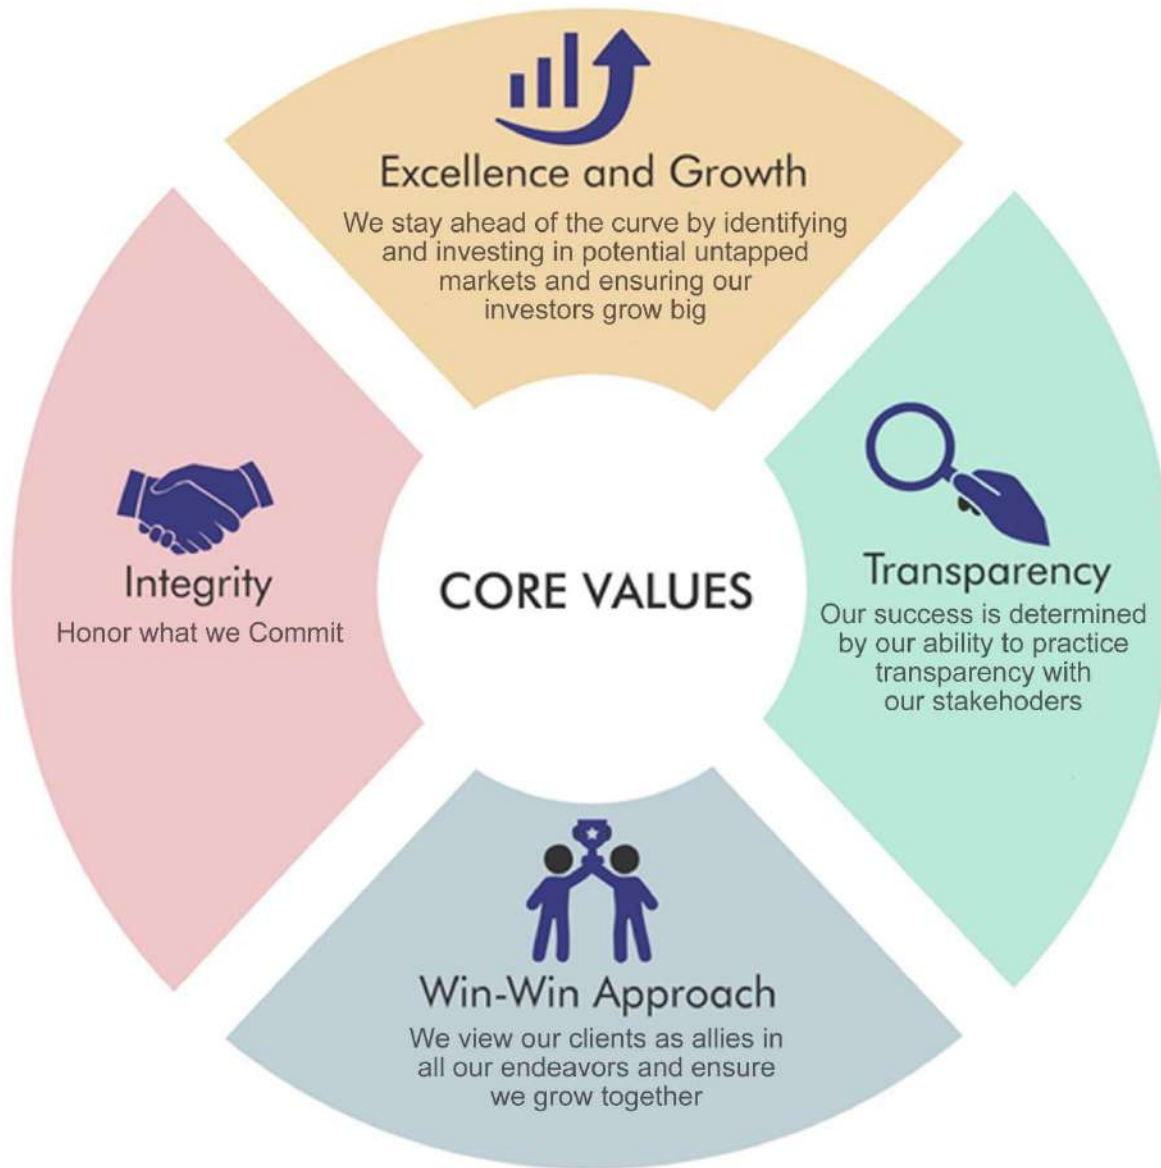 Excellence and Growth
We stay ahead of the curve by identifying
and investing in potential untapped
markets and ensuring our
investors grow big
Integrity
Honor what we Commit
CORE VALUES
Transparency
Our success is determined
by our ability to practice
transparency with
our stakehoders
Win-Win Approach
We view our clients as allies in
all our endeavors and ensure
we grow together